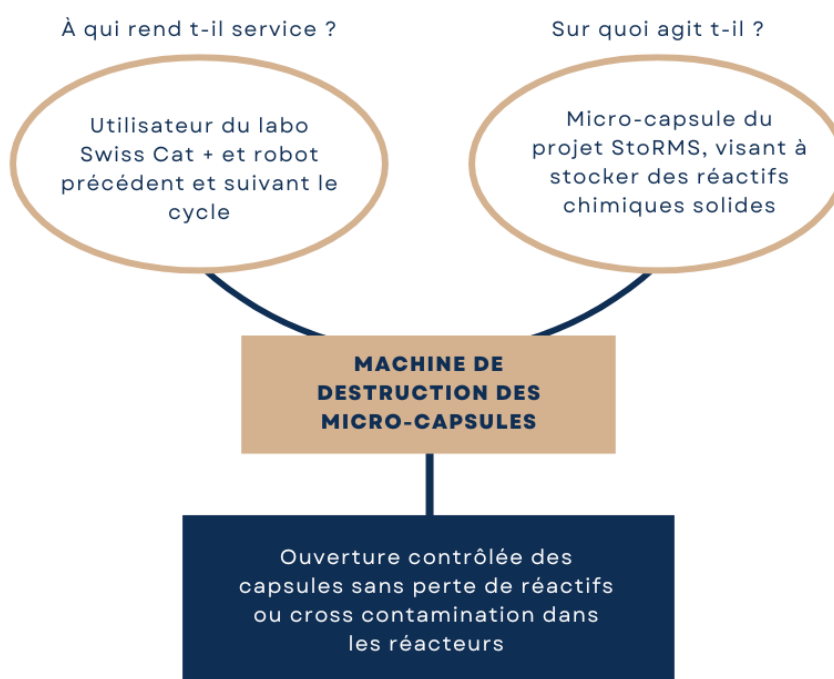 À qui rend t-il service ?
Sur quoi agit t-il ?
Utilisateur du labo
Swiss Cat + et robot
précédent et suivant le
cycle
Micro-capsule du
projet StoRMS, visant à
stocker des réactifs
chimiques solides
MACHINE DE
DESTRUCTION DES
MICRO-CAPSULES
Ouverture contrôlée des
capsules sans perte de réactifs
ou cross contamination dans
les réacteurs